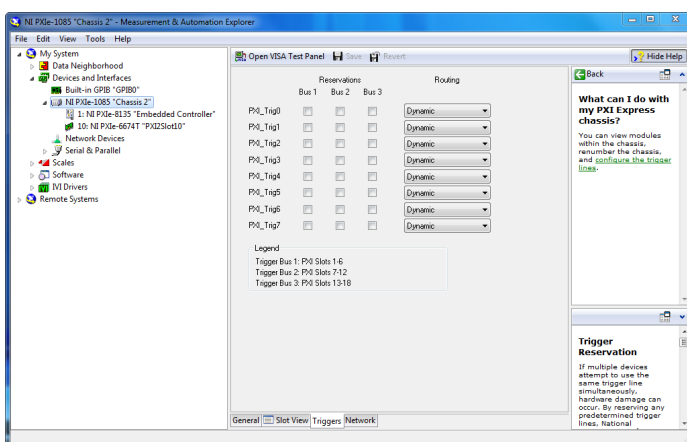 NI PXIe-1085 "Chassis 2" - Measurement & Automation Explorer
File Edit View Tools Help
My System
Data Neighborhood
Devices and Interfaces
Built-in GPIB "GPIB0"
NI PXIe-1085 "Chassis 2"
1: NI PXIe-8135 "Embedded Controller"
10: NI PXIe-6674T "PXI2Slot10"
Network Devices
Serial & Parallel
Scales
Software
IVI Drivers
Remote Systems
Open VISA Test Panel Save Revert
Hide Help
Reservations Routing
Bus 1 Bus 2 Bus 3
PXI_Trig0 Dynamic
PXI_Trig1 Dynamic
PXI_Trig2 Dynamic
PXI_Trig3 Dynamic
PXI_Trig4 Dynamic
PXI_Trig5 Dynamic
PXI_Trig6 Dynamic
PXI_Trig7 Dynamic
Legend
Trigger Bus 1: PXI Slots 1-6
Trigger Bus 2: PXI Slots 7-12
Trigger Bus 3: PXI Slots 13-18
General Slot View Triggers Network
Back
What can I do with
my PXI Express
chassis?
You can view modules
within the chassis,
renumber the chassis,
and configure the trigger
lines.
Trigger
Reservation
If multiple devices
attempt to use the
same trigger line
simultaneously,
hardware damage can
occur. By reserving any
predetermined trigger
lines, National